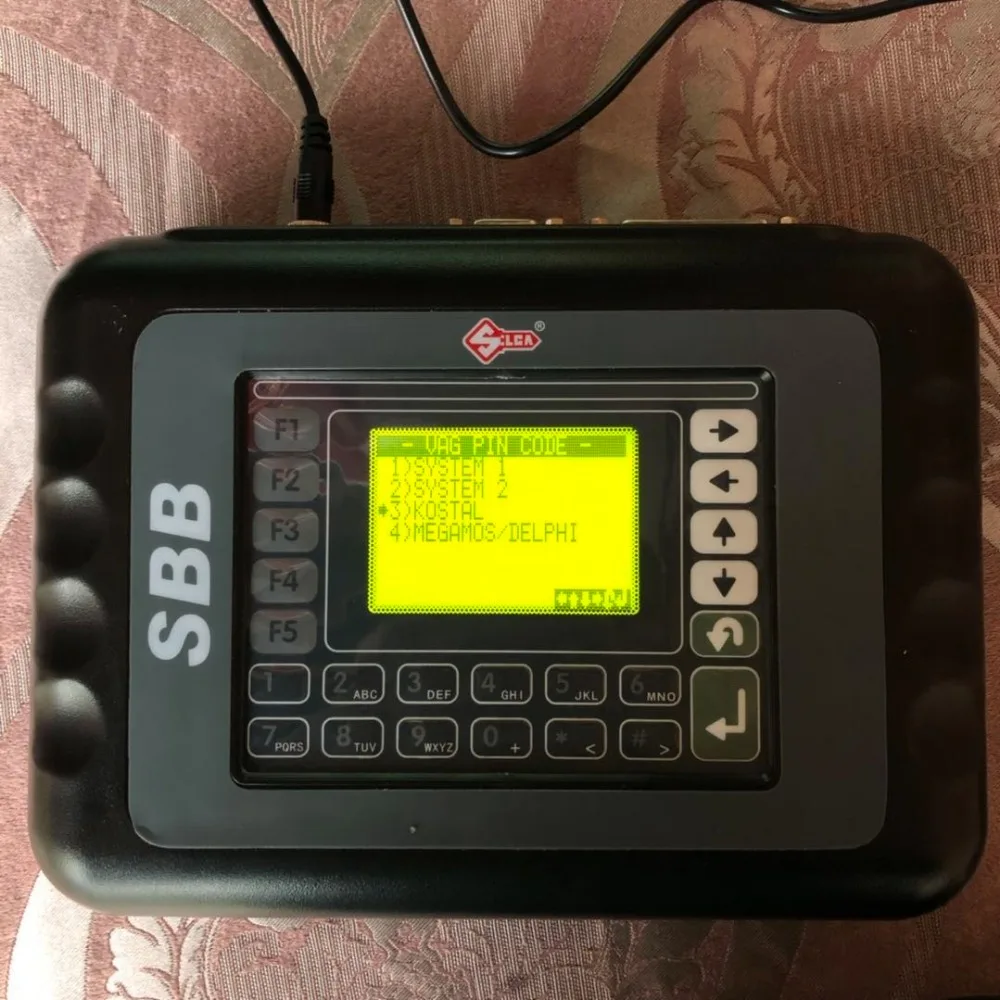 SILCA®
SBB
F1
F2
F3
F4
F5
- VAG PIN CODE -
1)SYSTEM 1
2)SYSTEM 2
3)KOSTAL
4)MEGAMOS/DELPHI
1
2 ABC
3 DEF
4 GHI
5 JKL
6 MNO
7 PQRS
8 TUV
9 WXYZ
0 +
* <
# >